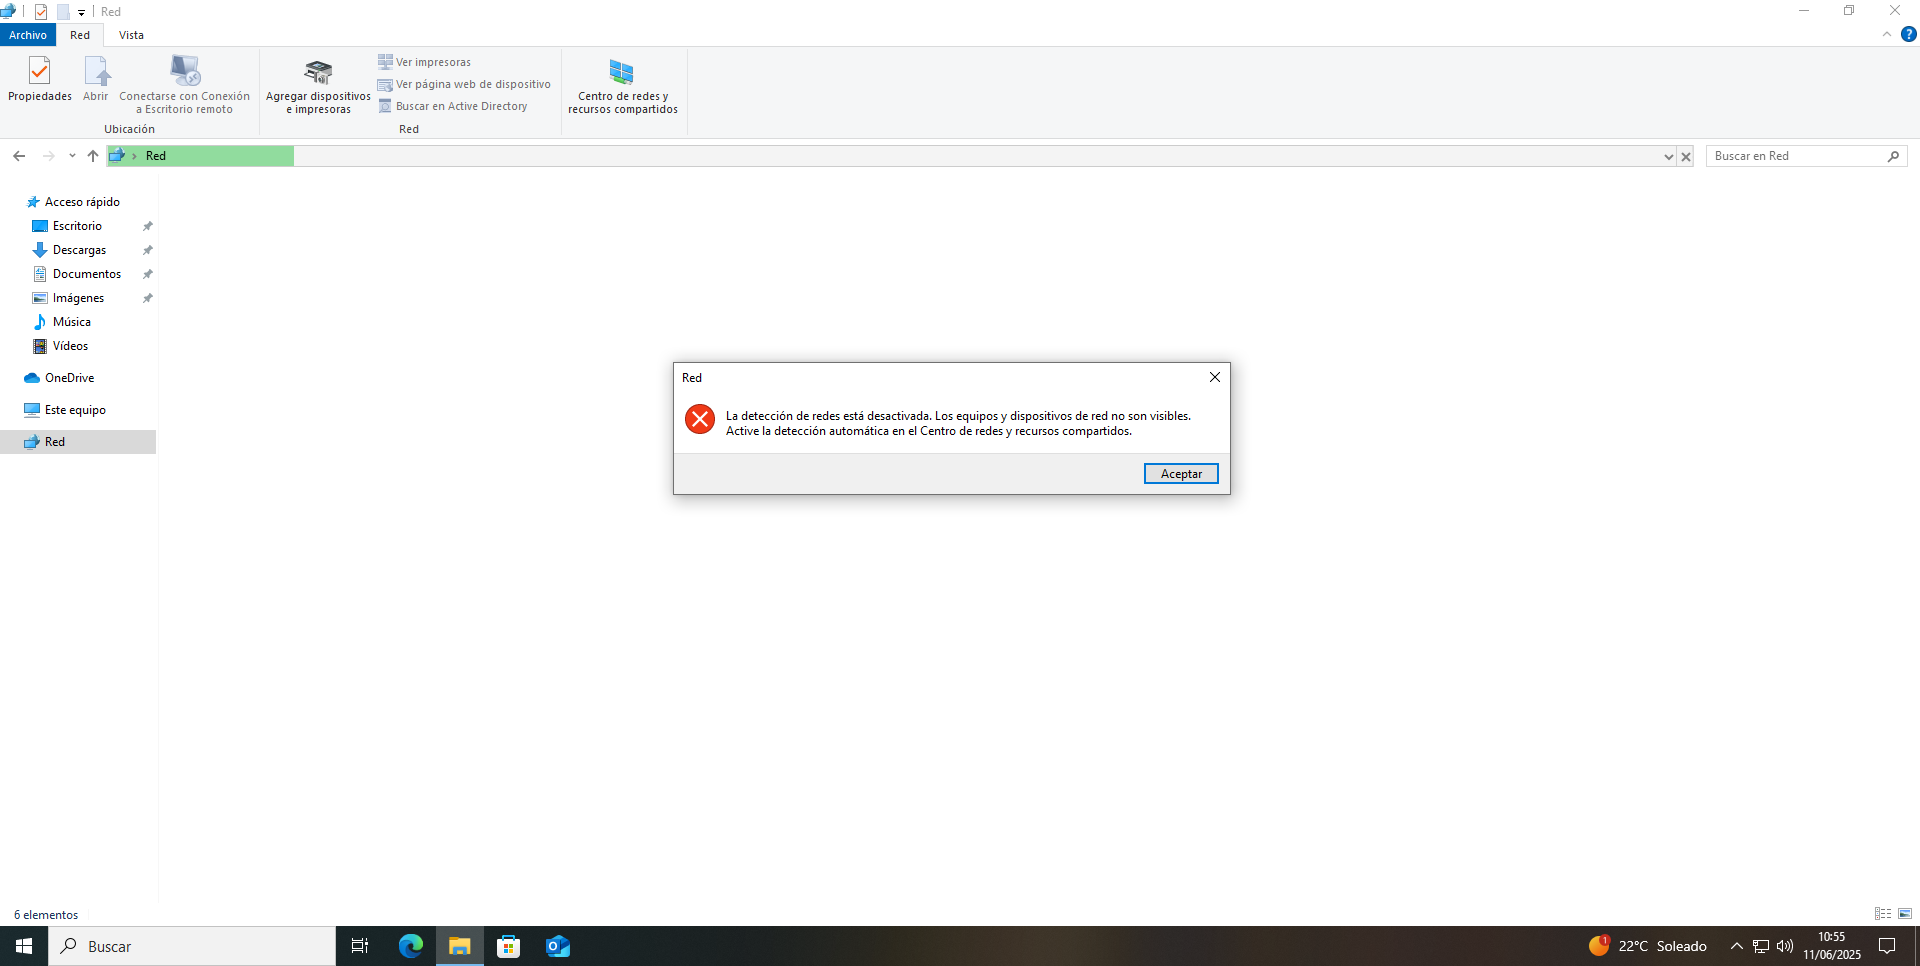 Red
Archivo
Red
Vista
Propiedades
Abrir
Conectarse con Conexión
a Escritorio remoto
Ubicación
Agregar dispositivos
e impresoras
Ver impresoras
Ver página web de dispositivo
Buscar en Active Directory
Red
Centro de redes y
recursos compartidos
Red
Buscar en Red
Acceso rápido
Escritorio
Descargas
Documentos
Imágenes
Música
Vídeos
OneDrive
Este equipo
Red
Red
La detección de redes está desactivada. Los equipos y dispositivos de red no son visibles.
Active la detección automática en el Centro de redes y recursos compartidos.
Aceptar
6 elementos
Buscar
1
22°C Soleado
10:55
11/06/2025